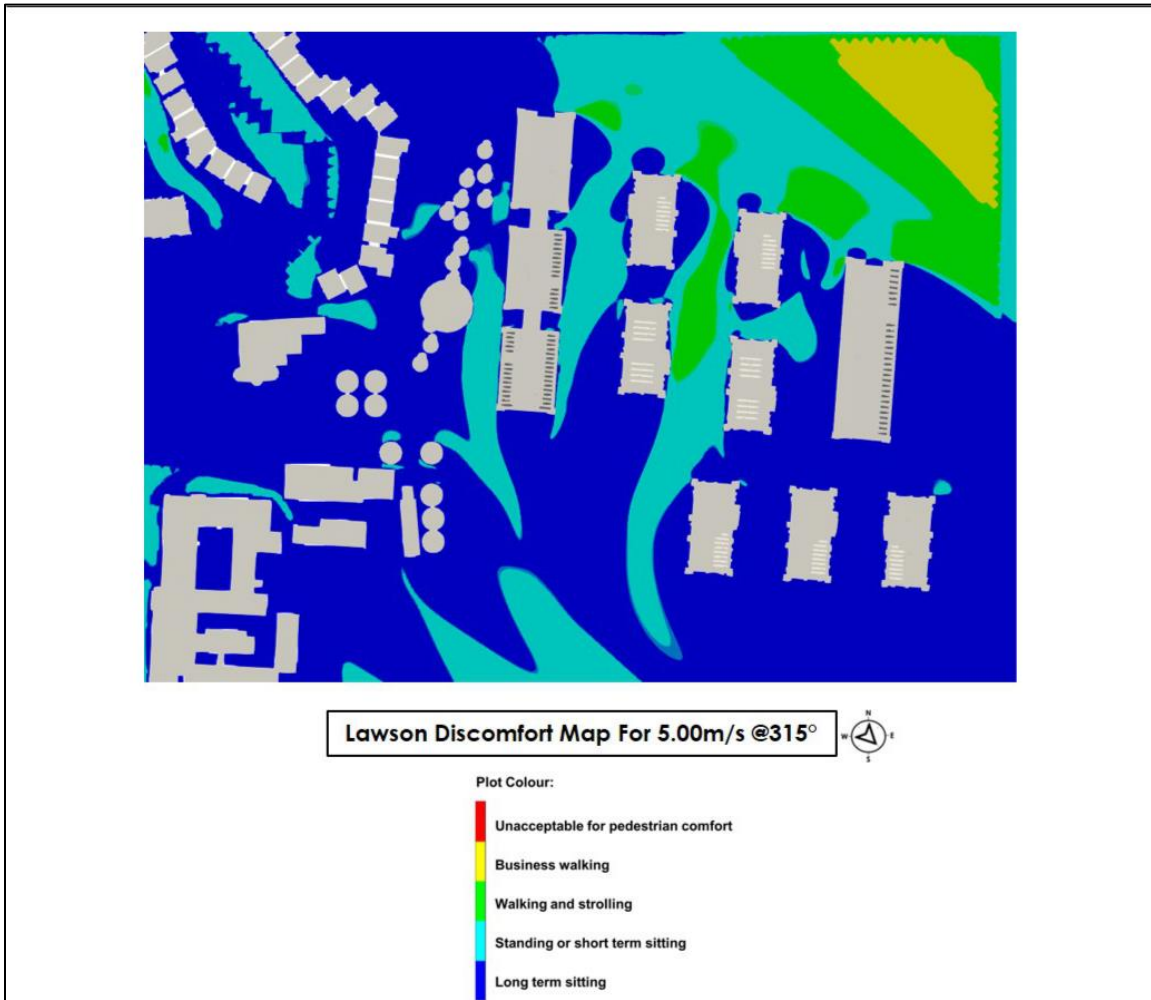 Lawson Discomfort Map For 5.00m/s @315°
N
W E
S
Plot Colour:
Unacceptable for pedestrian comfort
Business walking
Walking and strolling
Standing or short term sitting
Long term sitting